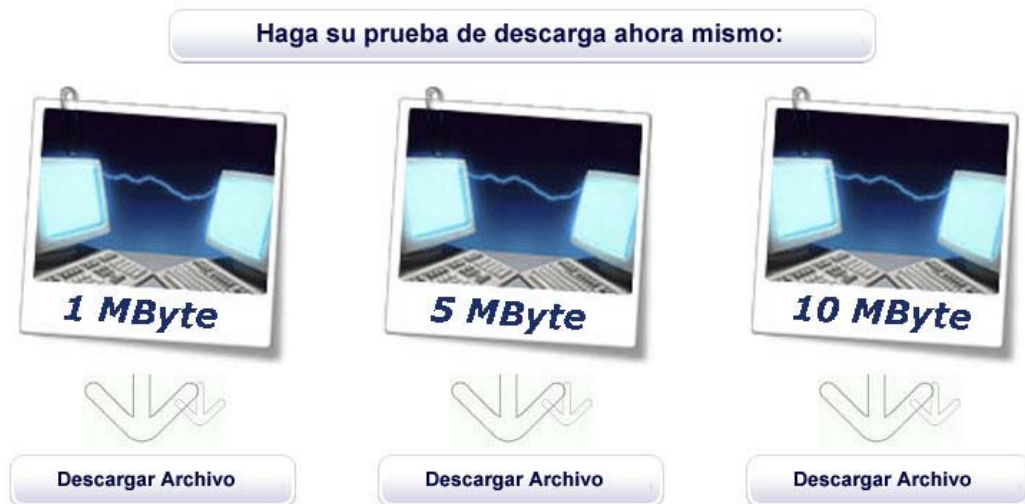 Haga su prueba de descarga ahora mismo:
1 MByte
5 MByte
10 MByte
Descargar Archivo
Descargar Archivo
Descargar Archivo